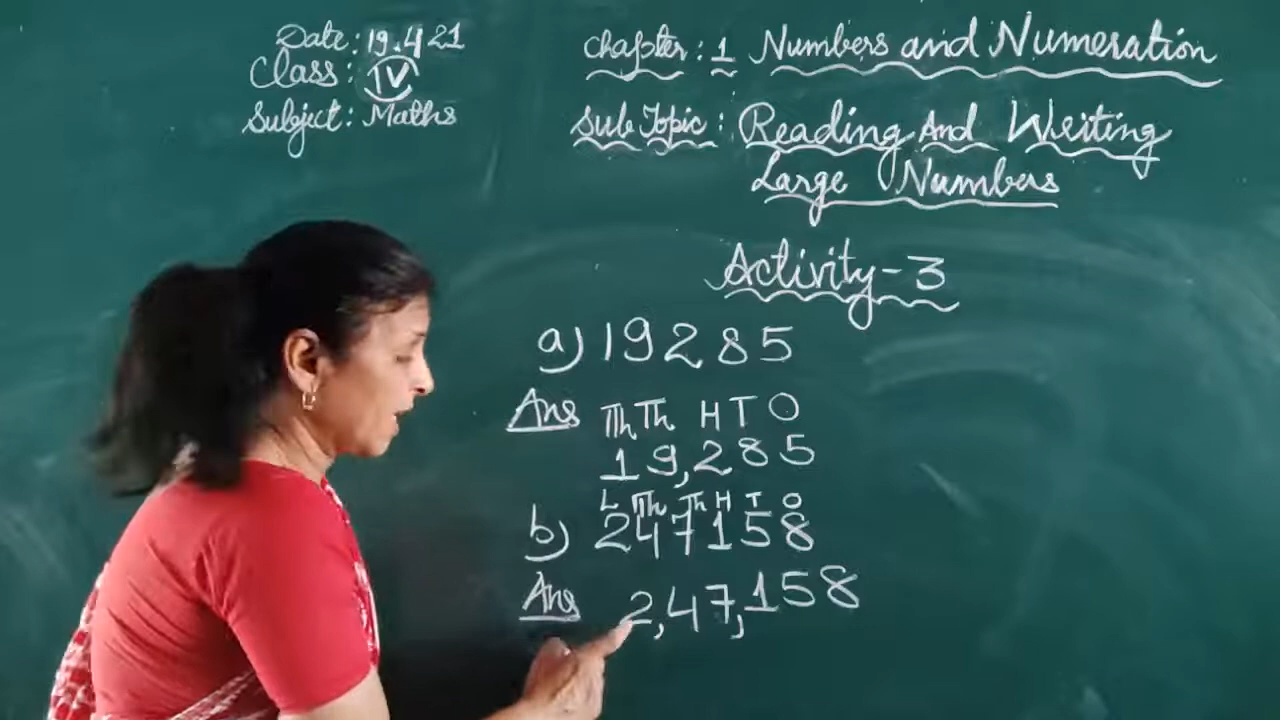 Date: 19.4 21
Class: IV
Subject: Maths
Chapter: 1 Numbers and Numeration
Sub Topic: Reading And Writing
Large Numbers
Activity-3
a) 19285
Ans Th Th H T O
19,285
L Th Th H T O
b) 247158
Ans 2,47,158